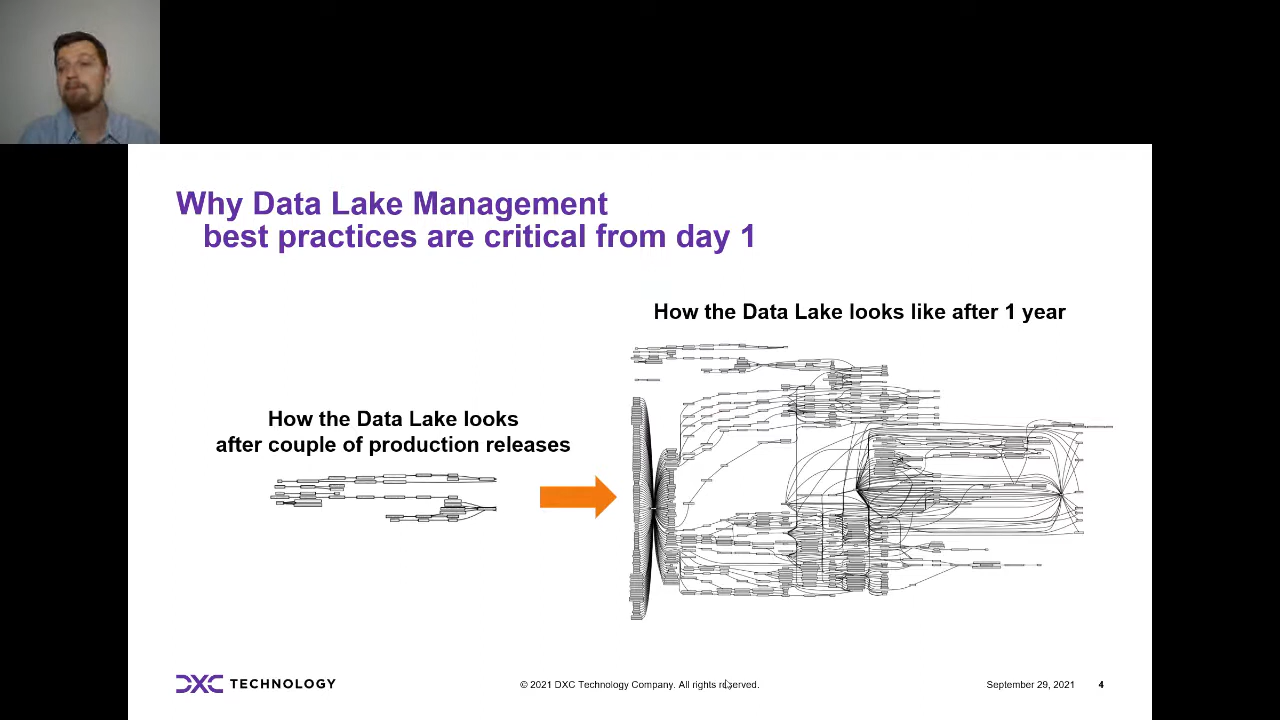 Why Data Lake Management
best practices are critical from day 1
How the Data Lake looks like after 1 year
How the Data Lake looks
after couple of production releases
DXC TECHNOLOGY
© 2021 DXC Technology Company. All rights reserved.
September 29, 2021
4